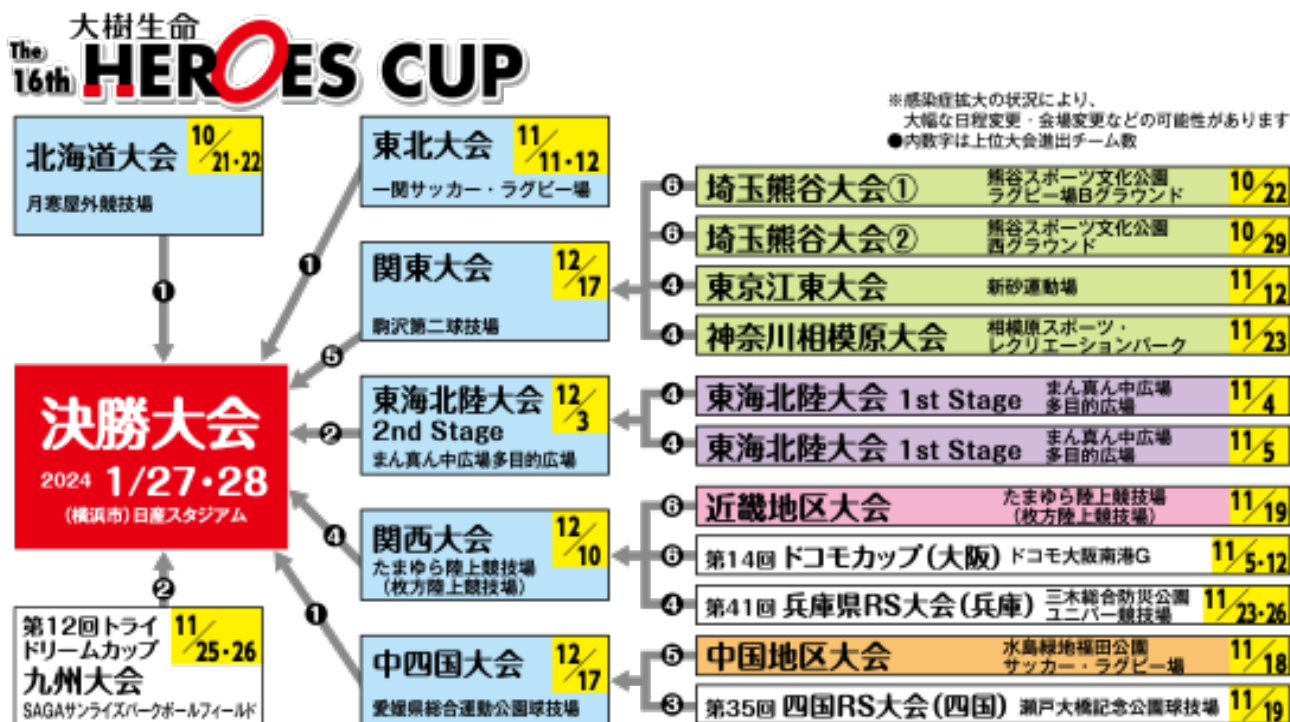 大樹生命
The
16th HEROES CUP
※感染症拡大の状況により、
大幅な日程変更・会場変更などの可能性があります
●内数字は上位大会進出チーム数
北海道大会 10/21・22
月寒屋外競技場
❶
東北大会 11/11・12
一関サッカー・ラグビー場
❶
関東大会 12/17
駒沢第二球技場
❺
❻ 埼玉熊谷大会① 熊谷スポーツ文化公園
ラグビー場Bグラウンド 10/22
❻ 埼玉熊谷大会② 熊谷スポーツ文化公園
西グラウンド 10/29
❹ 東京江東大会 新砂運動場 11/12
❹ 神奈川相模原大会 相模原スポーツ・
レクリエーションパーク 11/23
決勝大会
2024 1/27・28
(横浜市)日産スタジアム
東海北陸大会 12/3
2nd Stage
まん真ん中広場多目的広場
❷
❹ 東海北陸大会 1st Stage まん真ん中広場
多目的広場 11/4
❹ 東海北陸大会 1st Stage まん真ん中広場
多目的広場 11/5
関西大会 12/10
たまゆら陸上競技場
(枚方陸上競技場)
❹
近畿地区大会 たまゆら陸上競技場
(枚方陸上競技場) 11/19
❻ 第14回 ドコモカップ(大阪) ドコモ大阪南港G 11/5・12
❹ 第41回 兵庫県RS大会(兵庫) 三木総合防災公園
ユニバー競技場 11/23・26
❷
第12回トライ 11/25・26
ドリームカップ
九州大会
SAGAサンライズパークボールフィールド
❶
中四国大会 12/17
愛媛県総合運動公園球技場
❺ 中国地区大会 水島緑地福田公園
サッカー・ラグビー場 11/18
❸ 第35回 四国RS大会(四国) 瀬戸大橋記念公園球技場 11/19